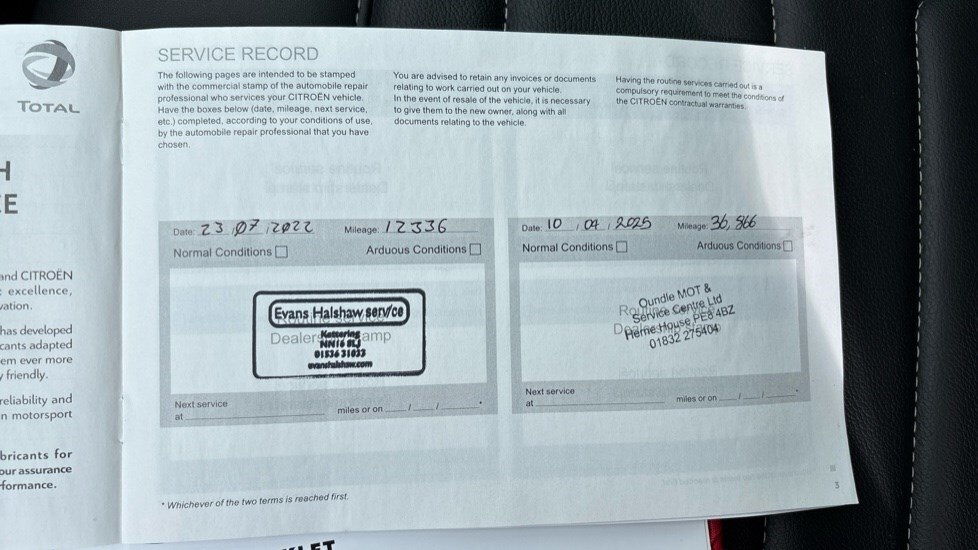 TOTAL
H
E
and CITROËN
excellence,
vation.
has developed
cants adapted
em ever more
y friendly.
reliability and
n motorsport
bricants for
our assurance
formance.
SERVICE RECORD
The following pages are intended to be stamped
with the commercial stamp of the automobile repair
professional who services your CITROËN vehicle.
Have the boxes below (date, mileage, next service,
etc.) completed, according to your conditions of use,
by the automobile repair professional that you have
chosen.
You are advised to retain any invoices or documents
relating to work carried out on your vehicle.
In the event of resale of the vehicle, it is necessary
to give them to the new owner, along with all
documents relating to the vehicle.
Having the routine services carried out is a
compulsory requirement to meet the conditions of
the CITROËN contractual warranties.
Date: 23 / 07 / 2022 Mileage: 12336
Normal Conditions Arduous Conditions
Evans Halshaw service
Dealer stamp
Kettering
NN16 8LJ
01536 31033
evanshalshaw.com
Next service
at miles or on / / *
Date: 10 / 04 / 2025 Mileage: 36,866
Normal Conditions Arduous Conditions
Oundle MOT &
Service Centre Ltd
Herne House PE8 4BZ
01832 275404
Next service
at miles or on / / *
* Whichever of the two terms is reached first.
3